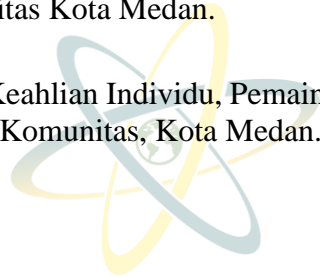 itas Kota Medan.
Keahlian Individu, Pemain
Komunitas, Kota Medan.